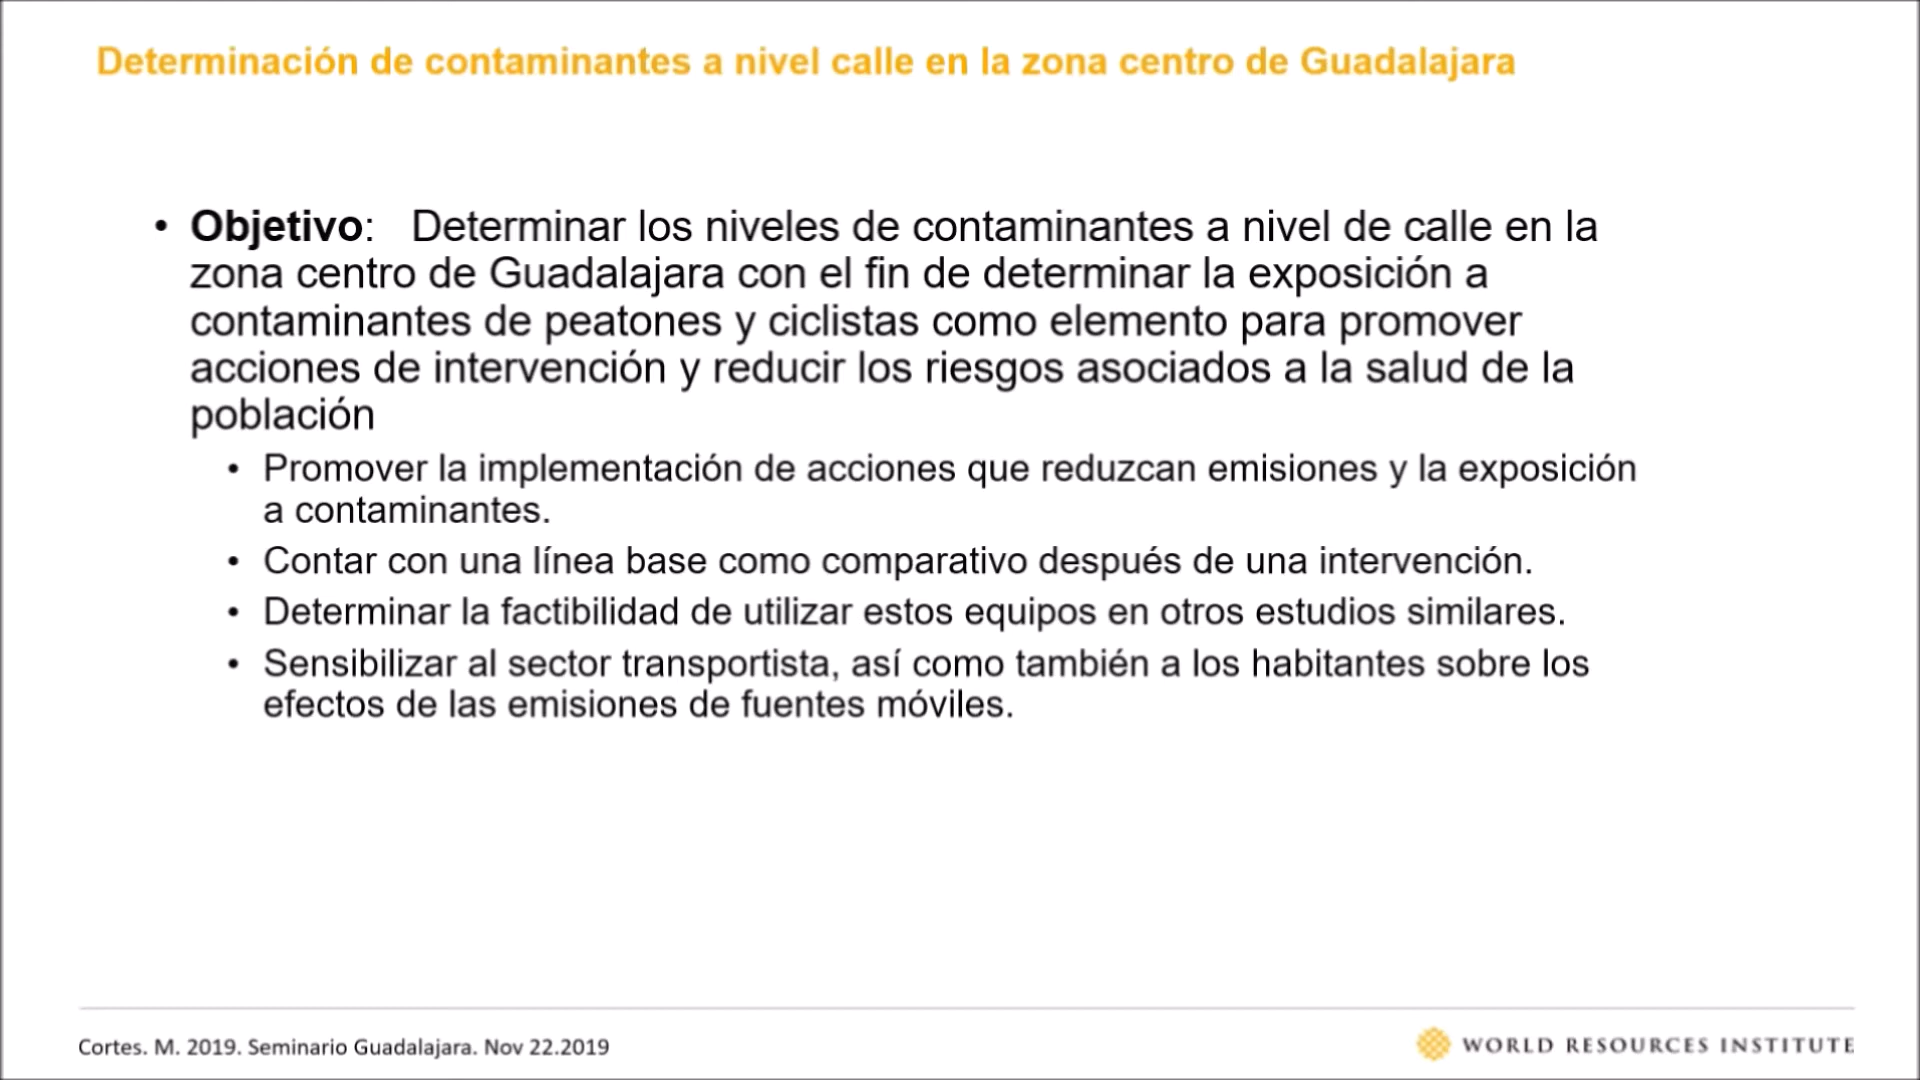 Determinación de contaminantes a nivel calle en la zona centro de Guadalajara
• Objetivo: Determinar los niveles de contaminantes a nivel de calle en la
zona centro de Guadalajara con el fin de determinar la exposición a
contaminantes de peatones y ciclistas como elemento para promover
acciones de intervención y reducir los riesgos asociados a la salud de la
población
• Promover la implementación de acciones que reduzcan emisiones y la exposición
a contaminantes.
• Contar con una línea base como comparativo después de una intervención.
• Determinar la factibilidad de utilizar estos equipos en otros estudios similares.
• Sensibilizar al sector transportista, así como también a los habitantes sobre los
efectos de las emisiones de fuentes móviles.
Cortes. M. 2019. Seminario Guadalajara. Nov 22.2019
WORLD RESOURCES INSTITUTE